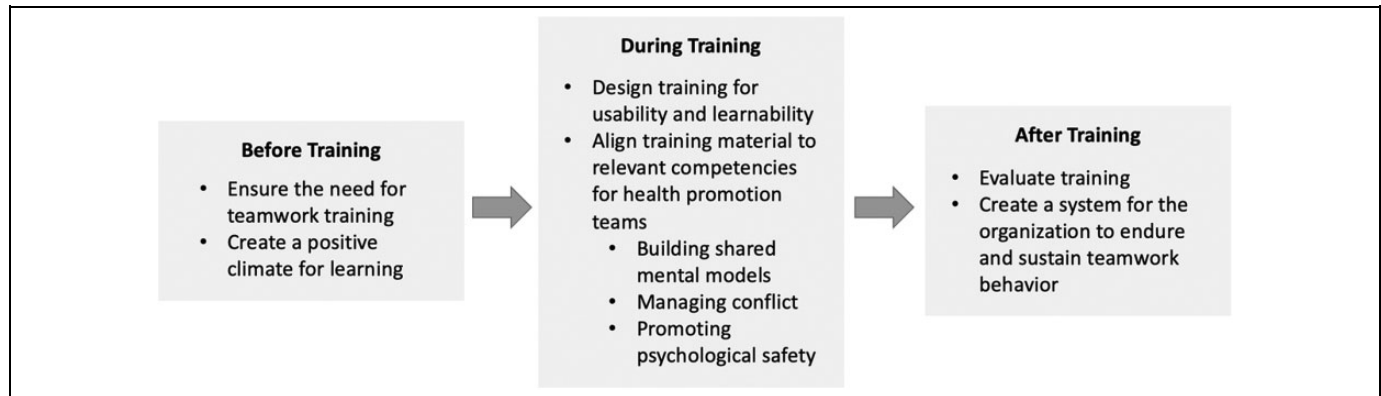 Before Training
• Ensure the need for
teamwork training
• Create a positive
climate for learning
During Training
• Design training for
usability and learnability
• Align training material to
relevant competencies
for health promotion
teams
• Building shared
mental models
• Managing conflict
• Promoting
psychological safety
After Training
• Evaluate training
• Create a system for the
organization to endure
and sustain teamwork
behavior